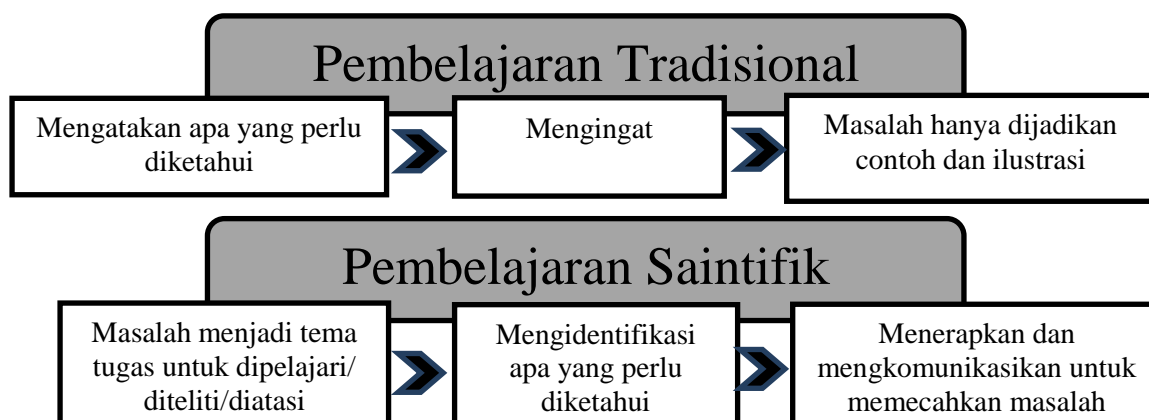 Pembelajaran Tradisional
Mengatakan apa yang perlu
diketahui
Mengingat
Masalah hanya dijadikan
contoh dan ilustrasi
Pembelajaran Saintifik
Masalah menjadi tema
tugas untuk dipelajari/
diteliti/diatasi
Mengidentifikasi
apa yang perlu
diketahui
Menerapkan dan
mengkomunikasikan untuk
memecahkan masalah